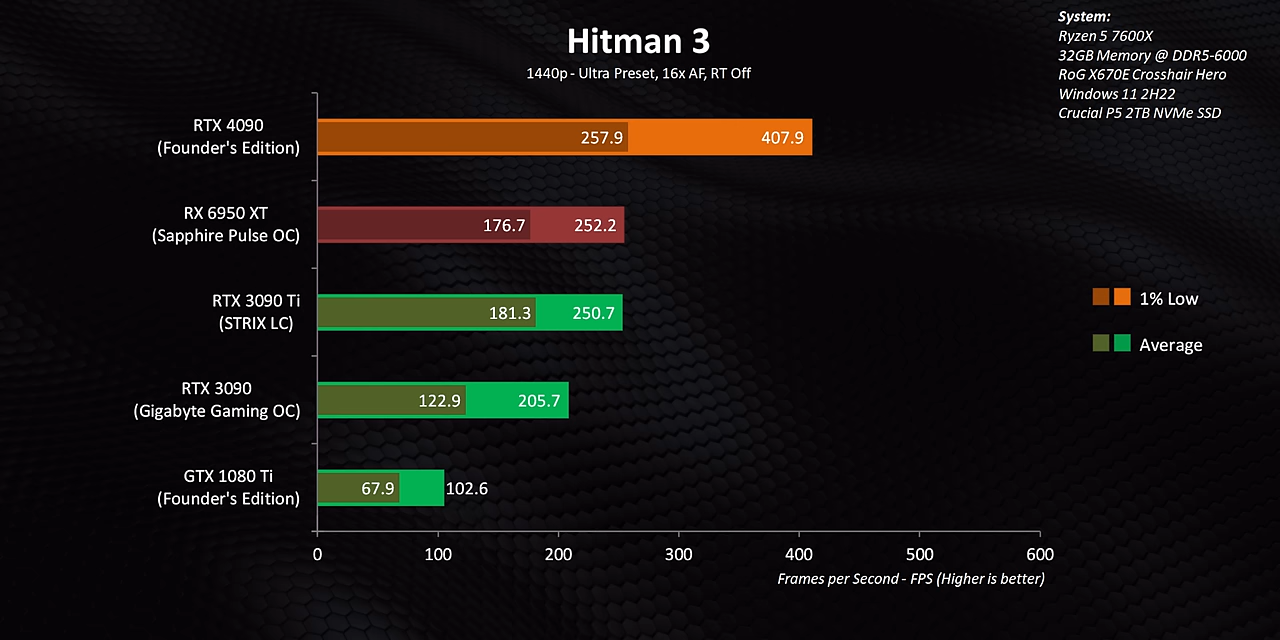 Hitman 3
1440p - Ultra Preset, 16x AF, RT Off
System:
Ryzen 5 7600X
32GB Memory @ DDR5-6000
RoG X670E Crosshair Hero
Windows 11 2H22
Crucial P5 2TB NVMe SSD
RTX 4090
(Founder's Edition)
257.9
407.9
RX 6950 XT
(Sapphire Pulse OC)
176.7
252.2
RTX 3090 Ti
(STRIX LC)
181.3
250.7
RTX 3090
(Gigabyte Gaming OC)
122.9
205.7
GTX 1080 Ti
(Founder's Edition)
67.9
102.6
1% Low
Average
0 100 200 300 400 500 600
Frames per Second - FPS (Higher is better)